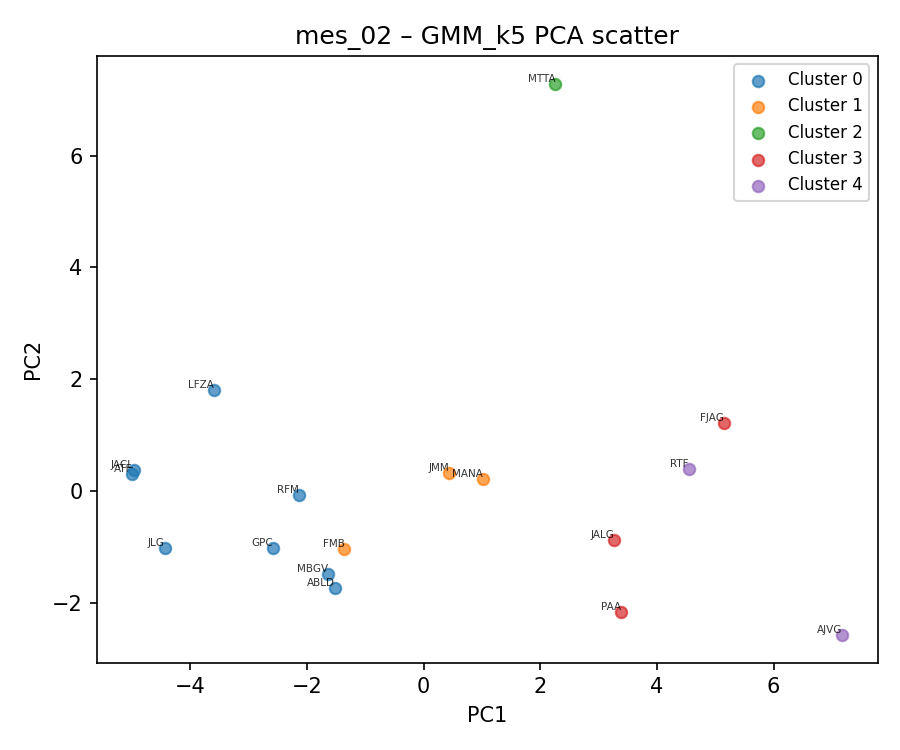 mes_02 – GMM_k5 PCA scatter
MTTA
Cluster 0
Cluster 1
Cluster 2
Cluster 3
Cluster 4
6
4
2
0
−2
PC2
LFZA
FJAG
JACL
RTF
JMM
MANA
RFM
JALG
JLG
GPC
FMB
MBGV
ABLD
PAA
AJVG
−4
−2
0
2
4
6
PC1